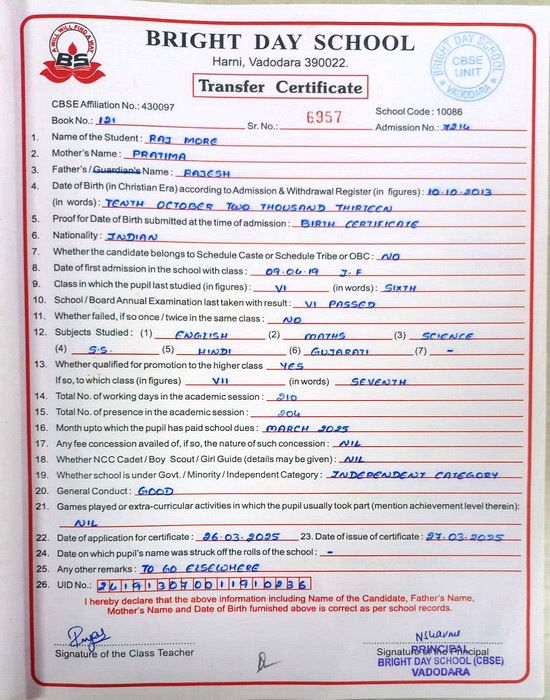 A WILL WILL FIND A WAY
BS
BRIGHT DAY SCHOOL
Harni, Vadodara 390022.
BRIGHT DAY SCHOOL
CBSE
UNIT
VADODARA
Transfer Certificate
CBSE Affiliation No.: 430097
School Code : 10086
Book No.: 121
Sr. No.: 6957
Admission No.: 7214
1. Name of the Student : RAJ MORE
2. Mother's Name : PRATIMA
3. Father's / Guardian's Name : RAJESH
4. Date of Birth (in Christian Era) according to Admission & Withdrawal Register (in figures) : 10.10.2013
(in words) : TENTH OCTOBER TWO THOUSAND THIRTEEN
5. Proof for Date of Birth submitted at the time of admission : BIRTH CERTIFICATE
6. Nationality : INDIAN
7. Whether the candidate belongs to Schedule Caste or Schedule Tribe or OBC : NO
8. Date of first admission in the school with class : 09.04.19 J.F
9. Class in which the pupil last studied (in figures) : VI (in words) : SIXTH
10. School / Board Annual Examination last taken with result : VI PASSED
11. Whether failed, if so once / twice in the same class : NO
12. Subjects Studied : (1) ENGLISH (2) MATHS (3) SCIENCE
(4) S.S. (5) HINDI (6) GUJARATI (7) -
13. Whether qualified for promotion to the higher class YES
If so, to which class (in figures) VII (in words) SEVENTH
14. Total No. of working days in the academic session : 210
15. Total No. of presence in the academic session : 204
16. Month upto which the pupil has paid school dues : MARCH 2025
17. Any fee concession availed of, if so, the nature of such concession : NIL
18. Whether NCC Cadet / Boy Scout / Girl Guide (details may be given) : NIL
19. Whether school is under Govt. / Minority / Independent Category : INDEPENDENT CATEGORY
20. General Conduct : GOOD
21. Games played or extra-curricular activities in which the pupil usually took part (mention achievement level therein):
NIL
22. Date of application for certificate : 26.03.2025 23. Date of issue of certificate : 27.03.2025
24. Date on which pupil's name was struck off the rolls of the school : -
25. Any other remarks : TO GO ELSEWHERE
26. UID No.:
I hereby declare that the above information including Name of the Candidate, Father's Name,
Mother's Name and Date of Birth furnished above is correct as per school records.
Signature of the Class Teacher
Signature of the Principal
PRINCIPAL
BRIGHT DAY SCHOOL (CBSE)
VADODARA